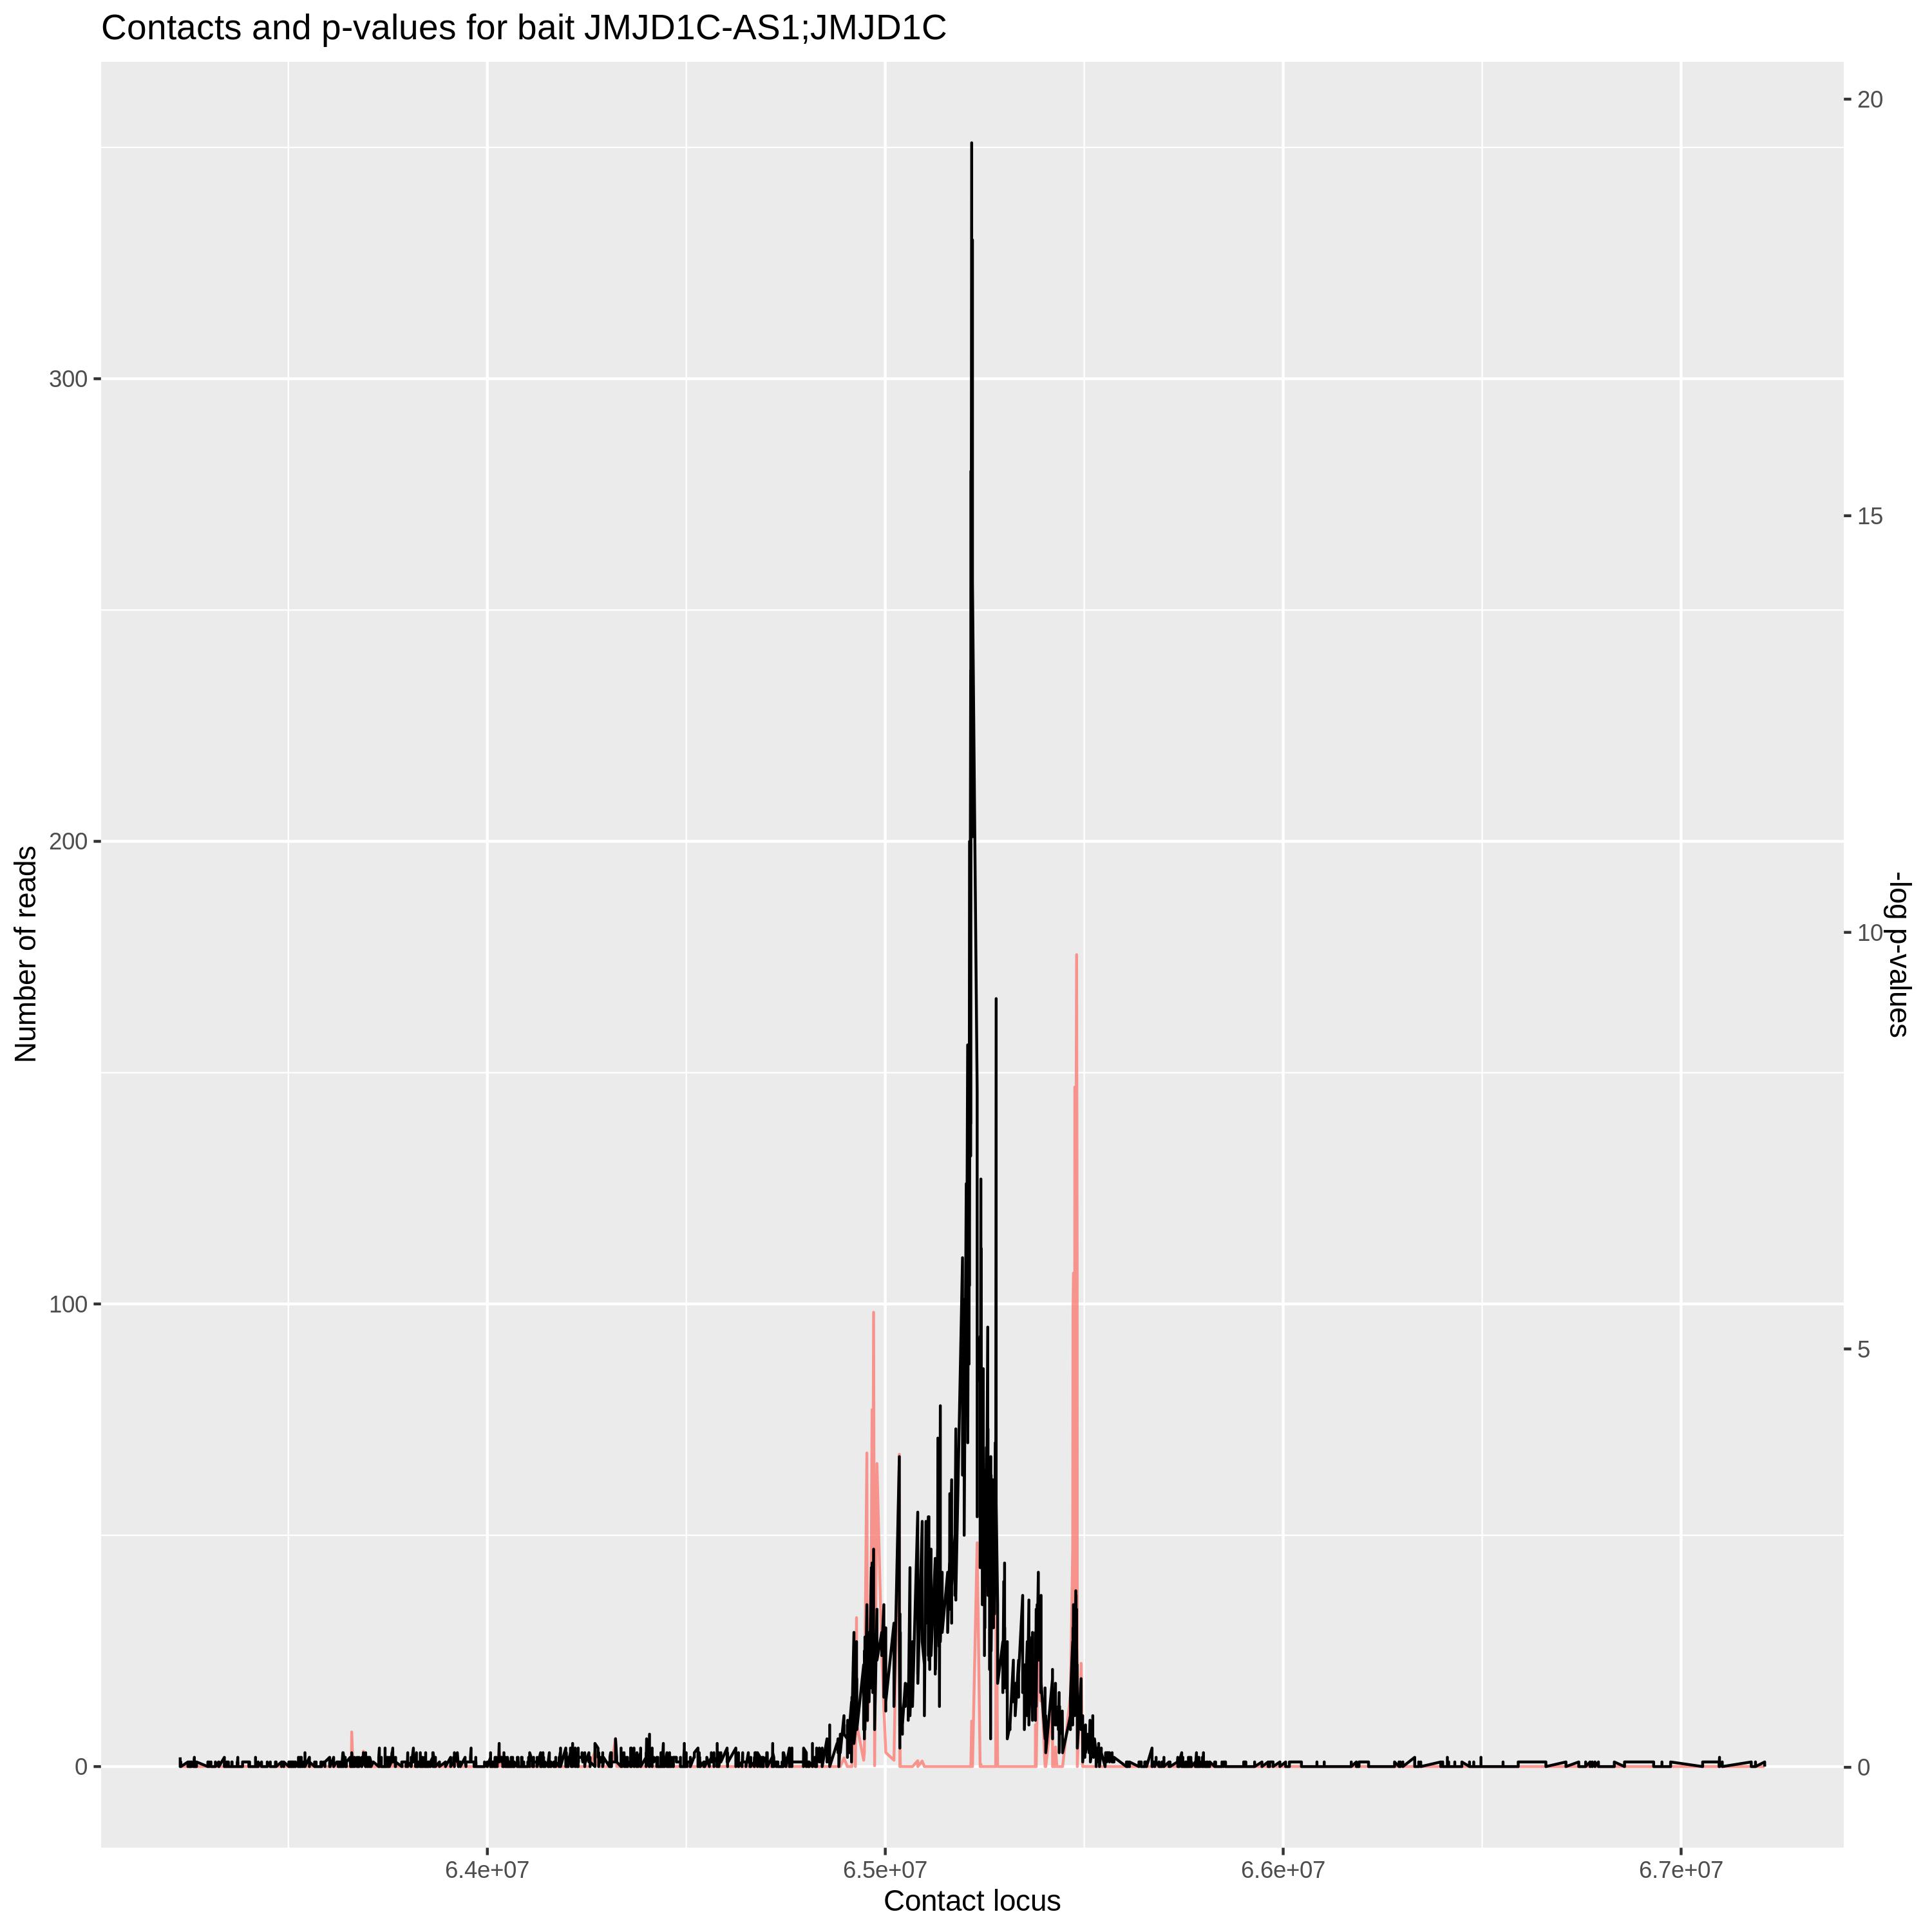 Contacts and p-values for bait JMJD1C-AS1;JMJD1C
20
15
10
5
0
-log p-values
300
200
100
0
Number of reads
6.4e+07
6.5e+07
6.6e+07
6.7e+07
Contact locus